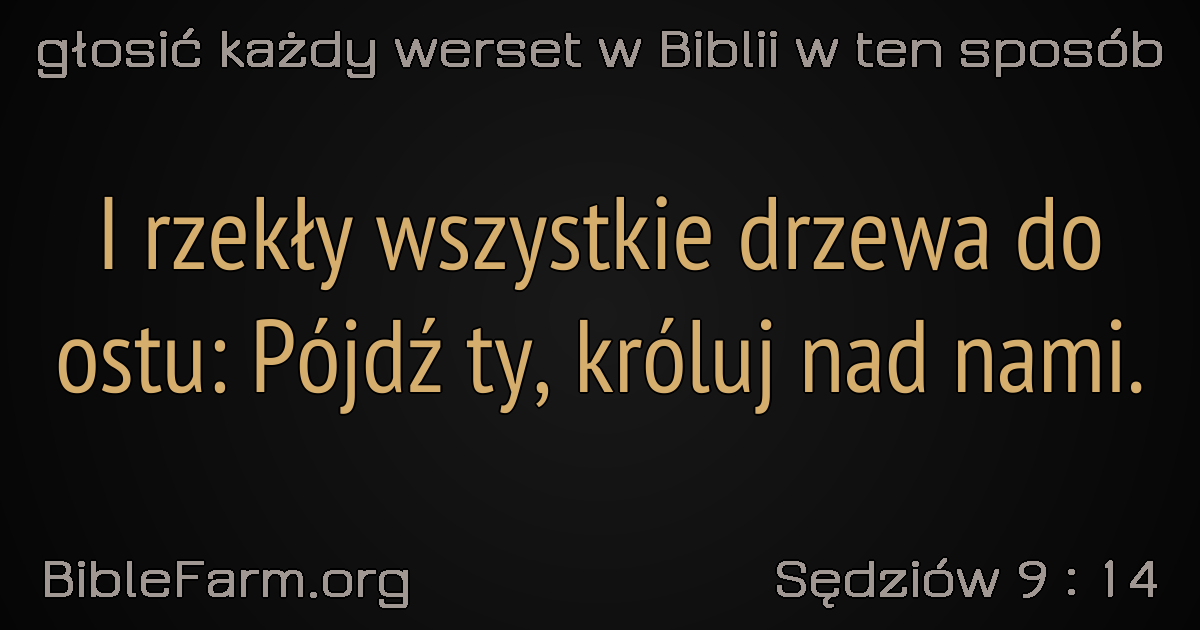 głosić każdy werset w Biblii w ten sposób
I rzekły wszystkie drzewa do
ostu: Pójdź ty, króluj nad nami.
BibleFarm.org
Sędziów 9 : 14